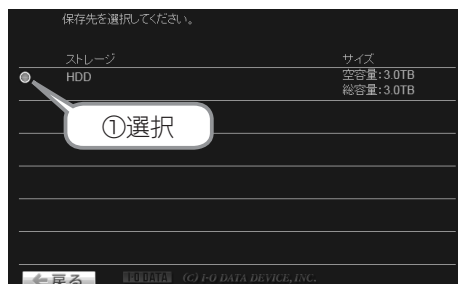 保存先を選択してください。
ストレージ サイズ
HDD 空容量:3.0TB
総容量:3.0TB
①選択
←戻る I-O DATA (C) I-O DATA DEVICE, INC.